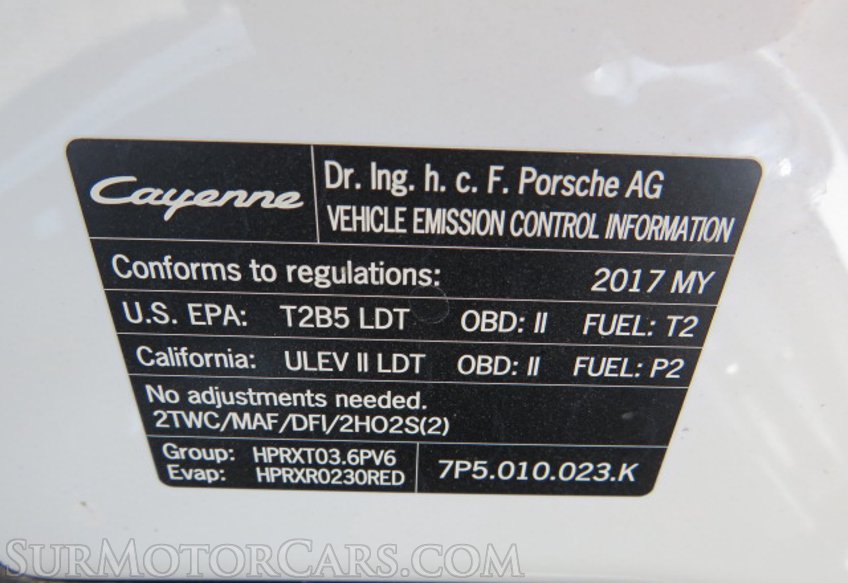 Cayenne
Dr. Ing. h. c. F. Porsche AG
VEHICLE EMISSION CONTROL INFORMATION
Conforms to regulations: 2017 MY
U.S. EPA: T2B5 LDT OBD: II FUEL: T2
California: ULEV II LDT OBD: II FUEL: P2
No adjustments needed.
2TWC/MAF/DFI/2HO2S(2)
Group: HPRXT03.6PV6
Evap: HPRXR0230RED
7P5.010.023.K
SURMOTORCARS.COM